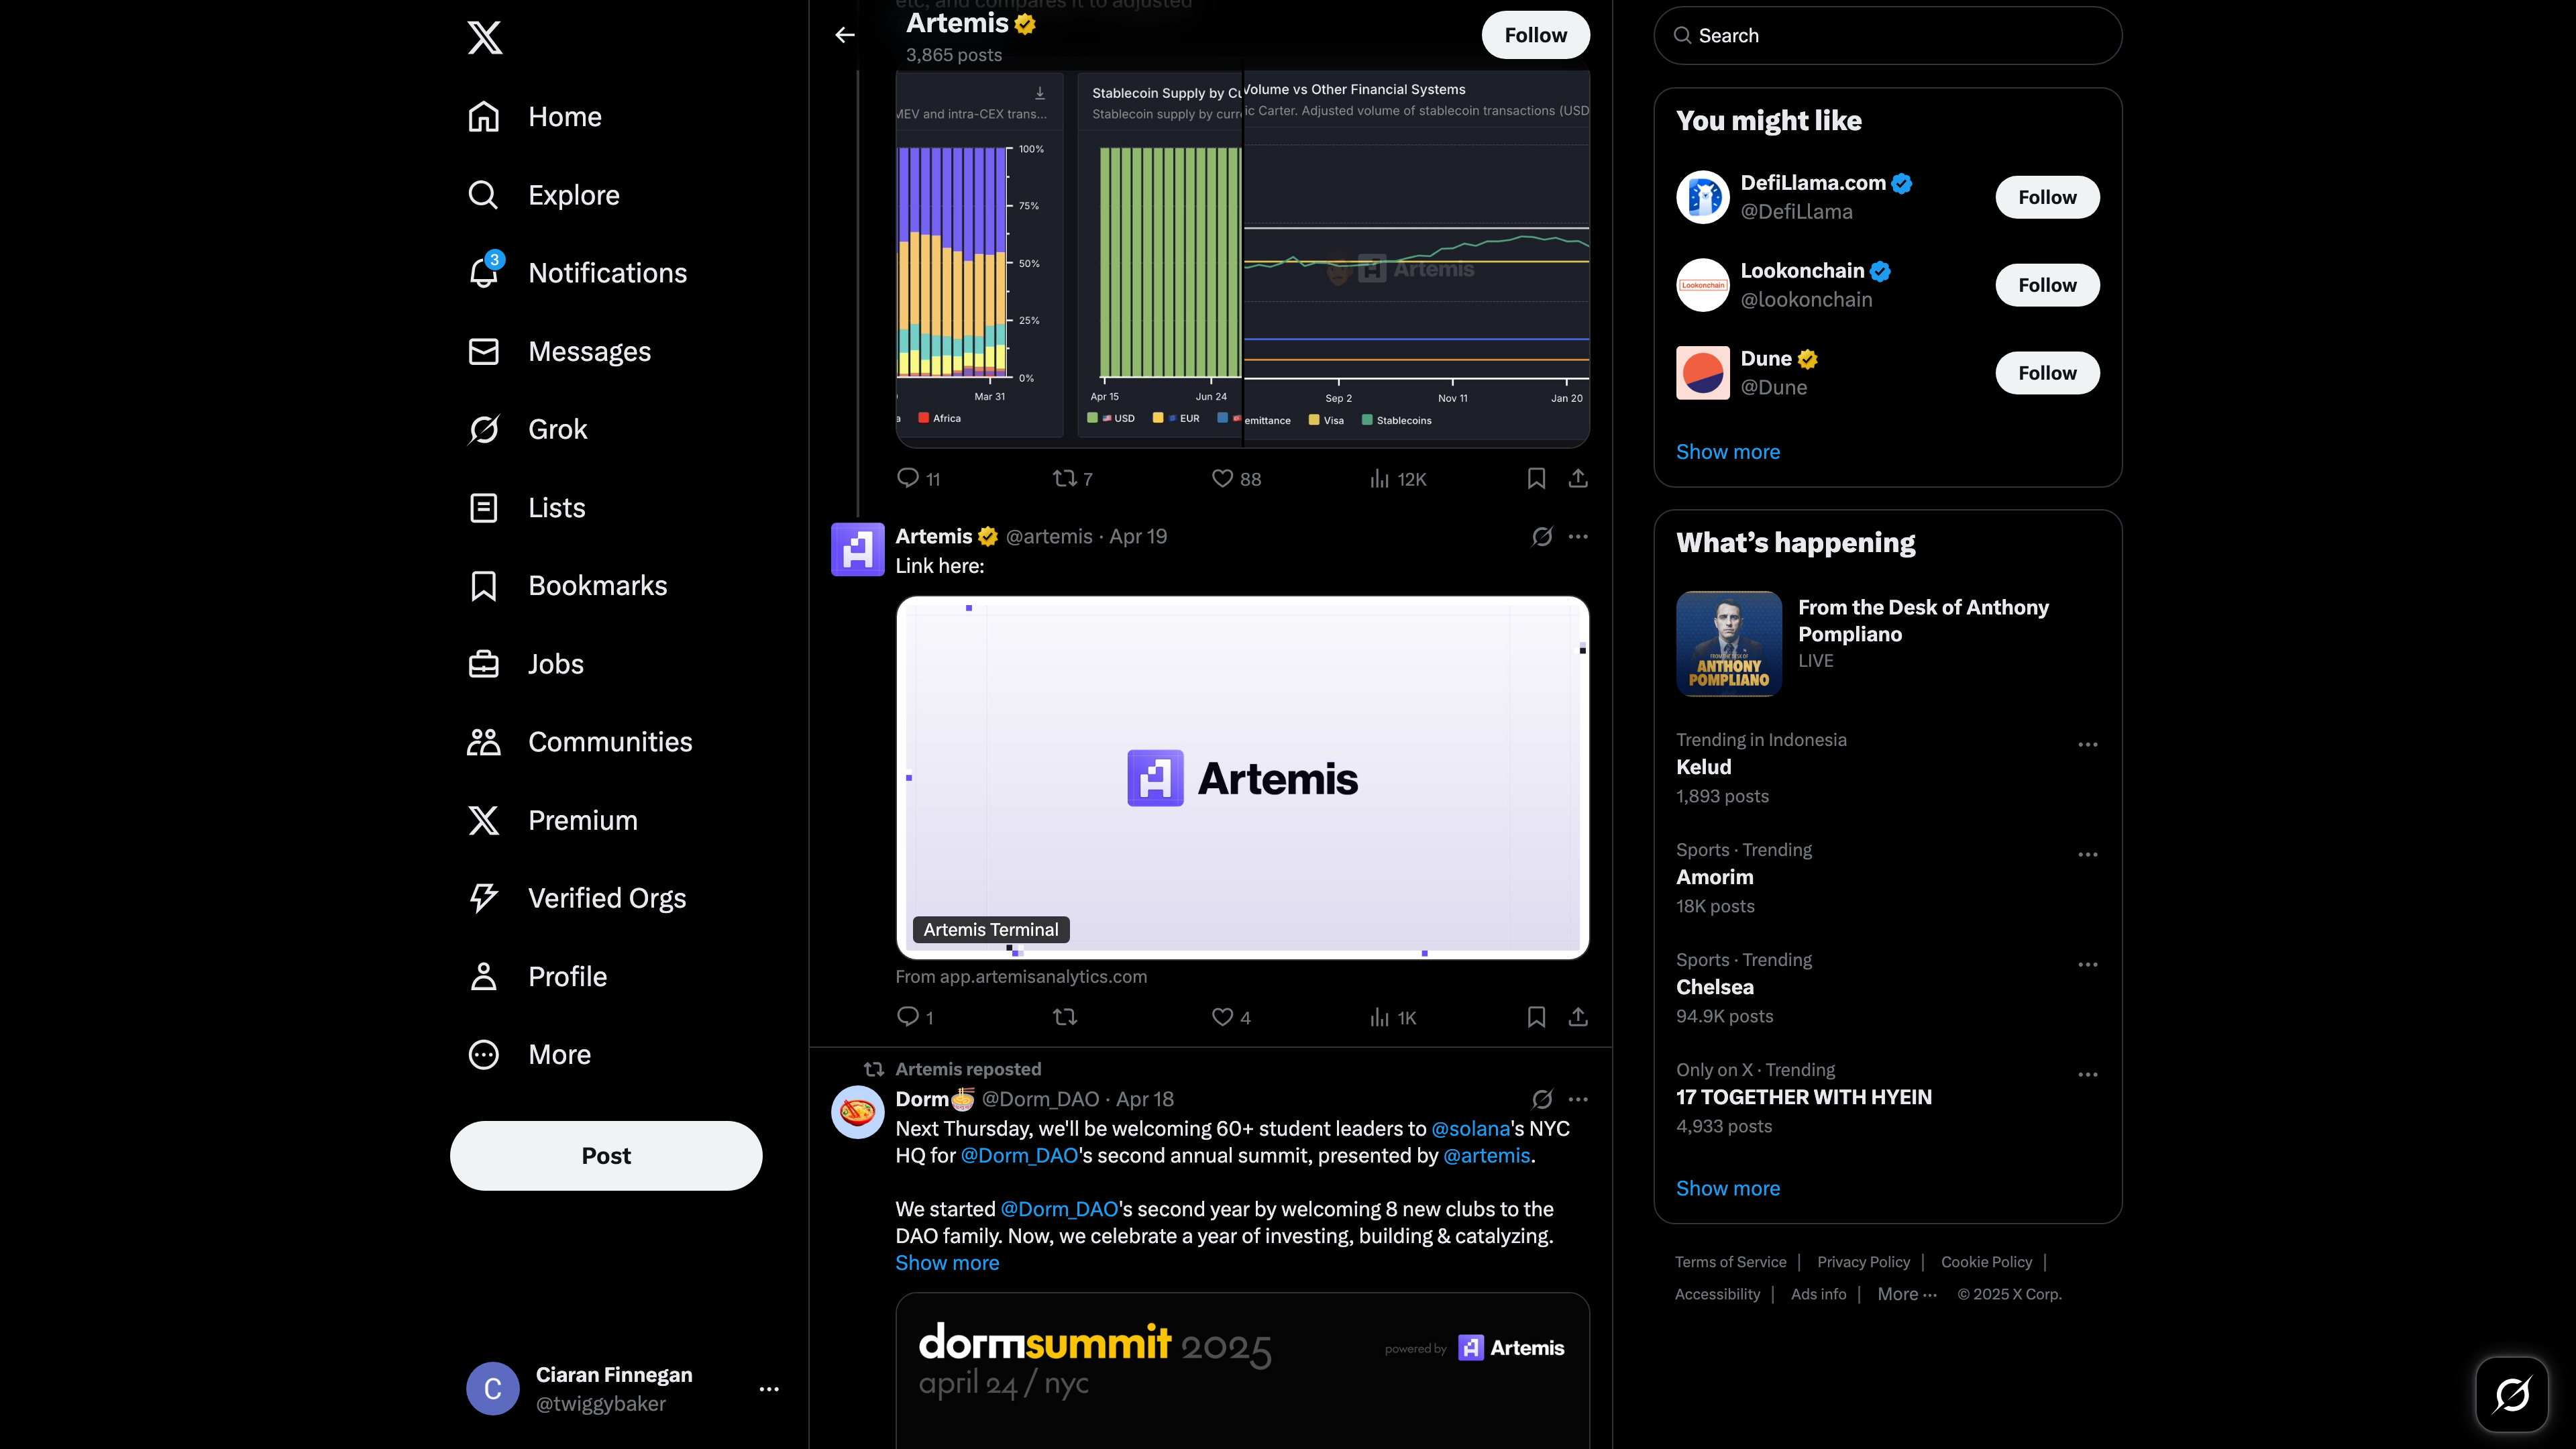 Home
Explore
3
Notifications
Messages
Grok
Lists
Bookmarks
Jobs
Communities
Premium
Verified Orgs
Profile
More
Post
C
Ciaran Finnegan
@twiggybaker
etc, and compares it to adjusted
Artemis
3,865 posts
Follow
MEV and intra-CEX trans...
100%
75%
50%
25%
0%
Mar 31
a
Africa
Stablecoin Supply by Cu
Stablecoin supply by curre
Apr 15
Jun 24
USD
EUR
Volume vs Other Financial Systems
ic Carter. Adjusted volume of stablecoin transactions (USD
Artemis
Sep 2
Nov 11
Jan 20
emittance
Visa
Stablecoins
11
7
88
12K
Artemis @artemis · Apr 19
Link here:
Artemis
Artemis Terminal
From app.artemisanalytics.com
1
4
1K
Artemis reposted
Dorm @Dorm_DAO · Apr 18
Next Thursday, we'll be welcoming 60+ student leaders to @solana's NYC
HQ for @Dorm_DAO's second annual summit, presented by @artemis.
We started @Dorm_DAO's second year by welcoming 8 new clubs to the
DAO family. Now, we celebrate a year of investing, building & catalyzing.
Show more
dormsummit 2025
april 24 / nyc
powered by Artemis
Search
You might like
DefiLlama.com
@DefiLlama
Follow
Lookonchain
Lookonchain
@lookonchain
Follow
Dune
@Dune
Follow
Show more
What's happening
FROM THE DESK OF
ANTHONY
POMPLIANO
From the Desk of Anthony
Pompliano
LIVE
Trending in Indonesia
Kelud
1,893 posts
Sports · Trending
Amorim
18K posts
Sports · Trending
Chelsea
94.9K posts
Only on X · Trending
17 TOGETHER WITH HYEIN
4,933 posts
Show more
Terms of Service | Privacy Policy | Cookie Policy |
Accessibility | Ads info | More ··· © 2025 X Corp.